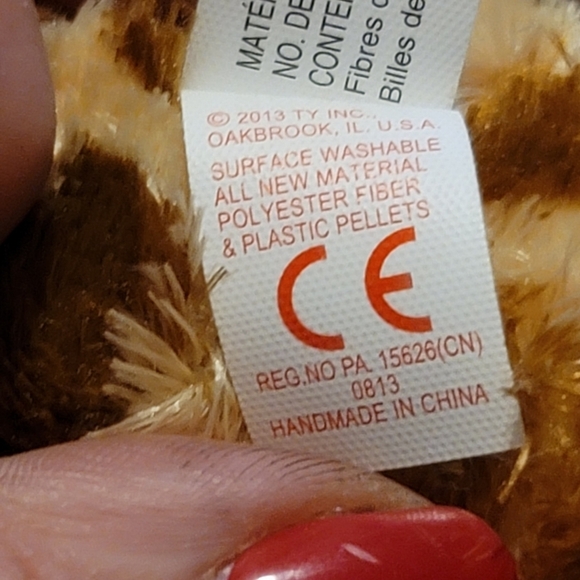 MATÉ
NO. DE
CONTE
Fibres
Billes de
© 2013 TY INC.,
OAKBROOK, IL. U.S.A.
SURFACE WASHABLE
ALL NEW MATERIAL
POLYESTER FIBER
& PLASTIC PELLETS
CE
REG.NO PA. 15626(CN)
0813
HANDMADE IN CHINA